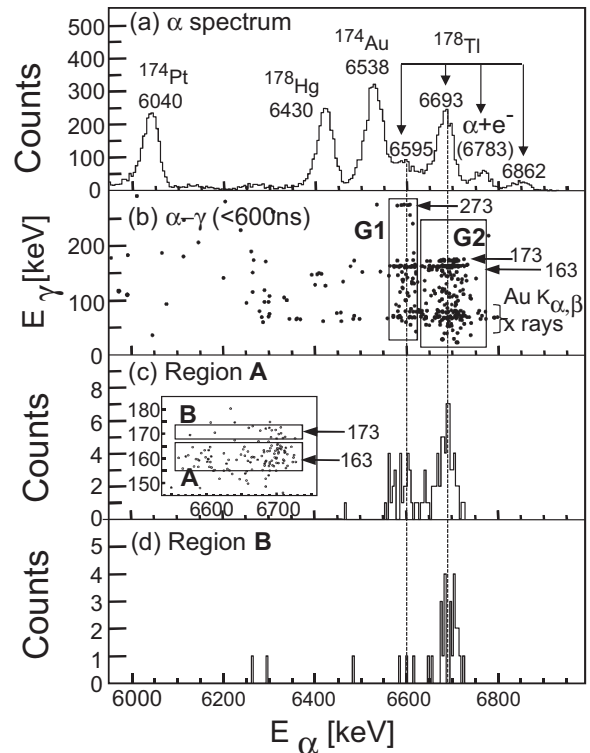 (a) α spectrum
500
400
300
200
100
0
Counts
¹⁷⁴Pt
6040
¹⁷⁸Hg
6430
¹⁷⁴Au
6538
¹⁷⁸Tl
6693
6595
α+e⁻
(6783)
6862
(b) α-γ (<600ns)
200
100
0
E γ [keV]
G1
G2
273
173
163
Au Kα,β
x rays
(c) Region A
8
6
4
2
0
Counts
180
170
160
150
B
A
6600
6700
173
163
(d) Region B
5
4
3
2
1
0
Counts
6000
6200
6400
6600
6800
E α [keV]